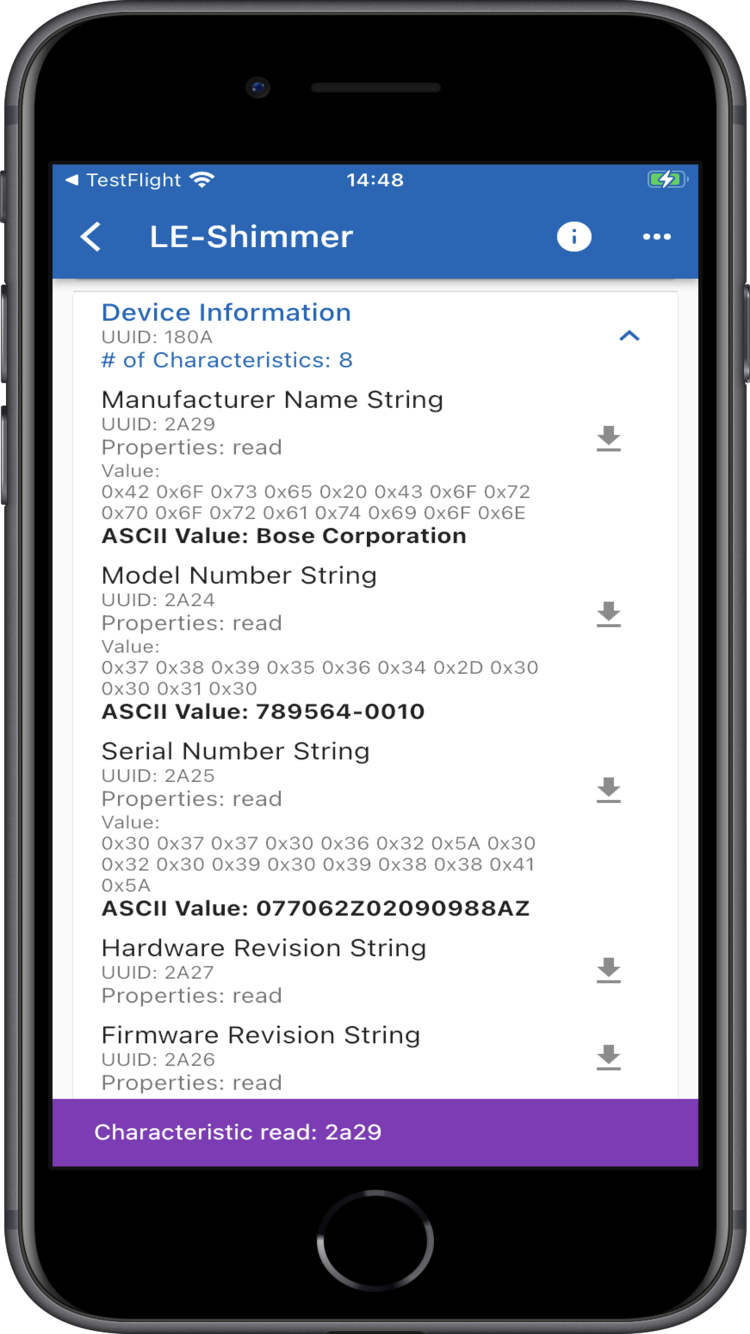 ◀ TestFlight
14:48
LE-Shimmer
Device Information
UUID: 180A
# of Characteristics: 8
Manufacturer Name String
UUID: 2A29
Properties: read
Value:
0x42 0x6F 0x73 0x65 0x20 0x43 0x6F 0x72
0x70 0x6F 0x72 0x61 0x74 0x69 0x6F 0x6E
ASCII Value: Bose Corporation
Model Number String
UUID: 2A24
Properties: read
Value:
0x37 0x38 0x39 0x35 0x36 0x34 0x2D 0x30
0x30 0x31 0x30
ASCII Value: 789564-0010
Serial Number String
UUID: 2A25
Properties: read
Value:
0x30 0x37 0x37 0x30 0x36 0x32 0x5A 0x30
0x32 0x30 0x39 0x30 0x39 0x38 0x38 0x41
0x5A
ASCII Value: 077062Z02090988AZ
Hardware Revision String
UUID: 2A27
Properties: read
Firmware Revision String
UUID: 2A26
Properties: read
Characteristic read: 2a29